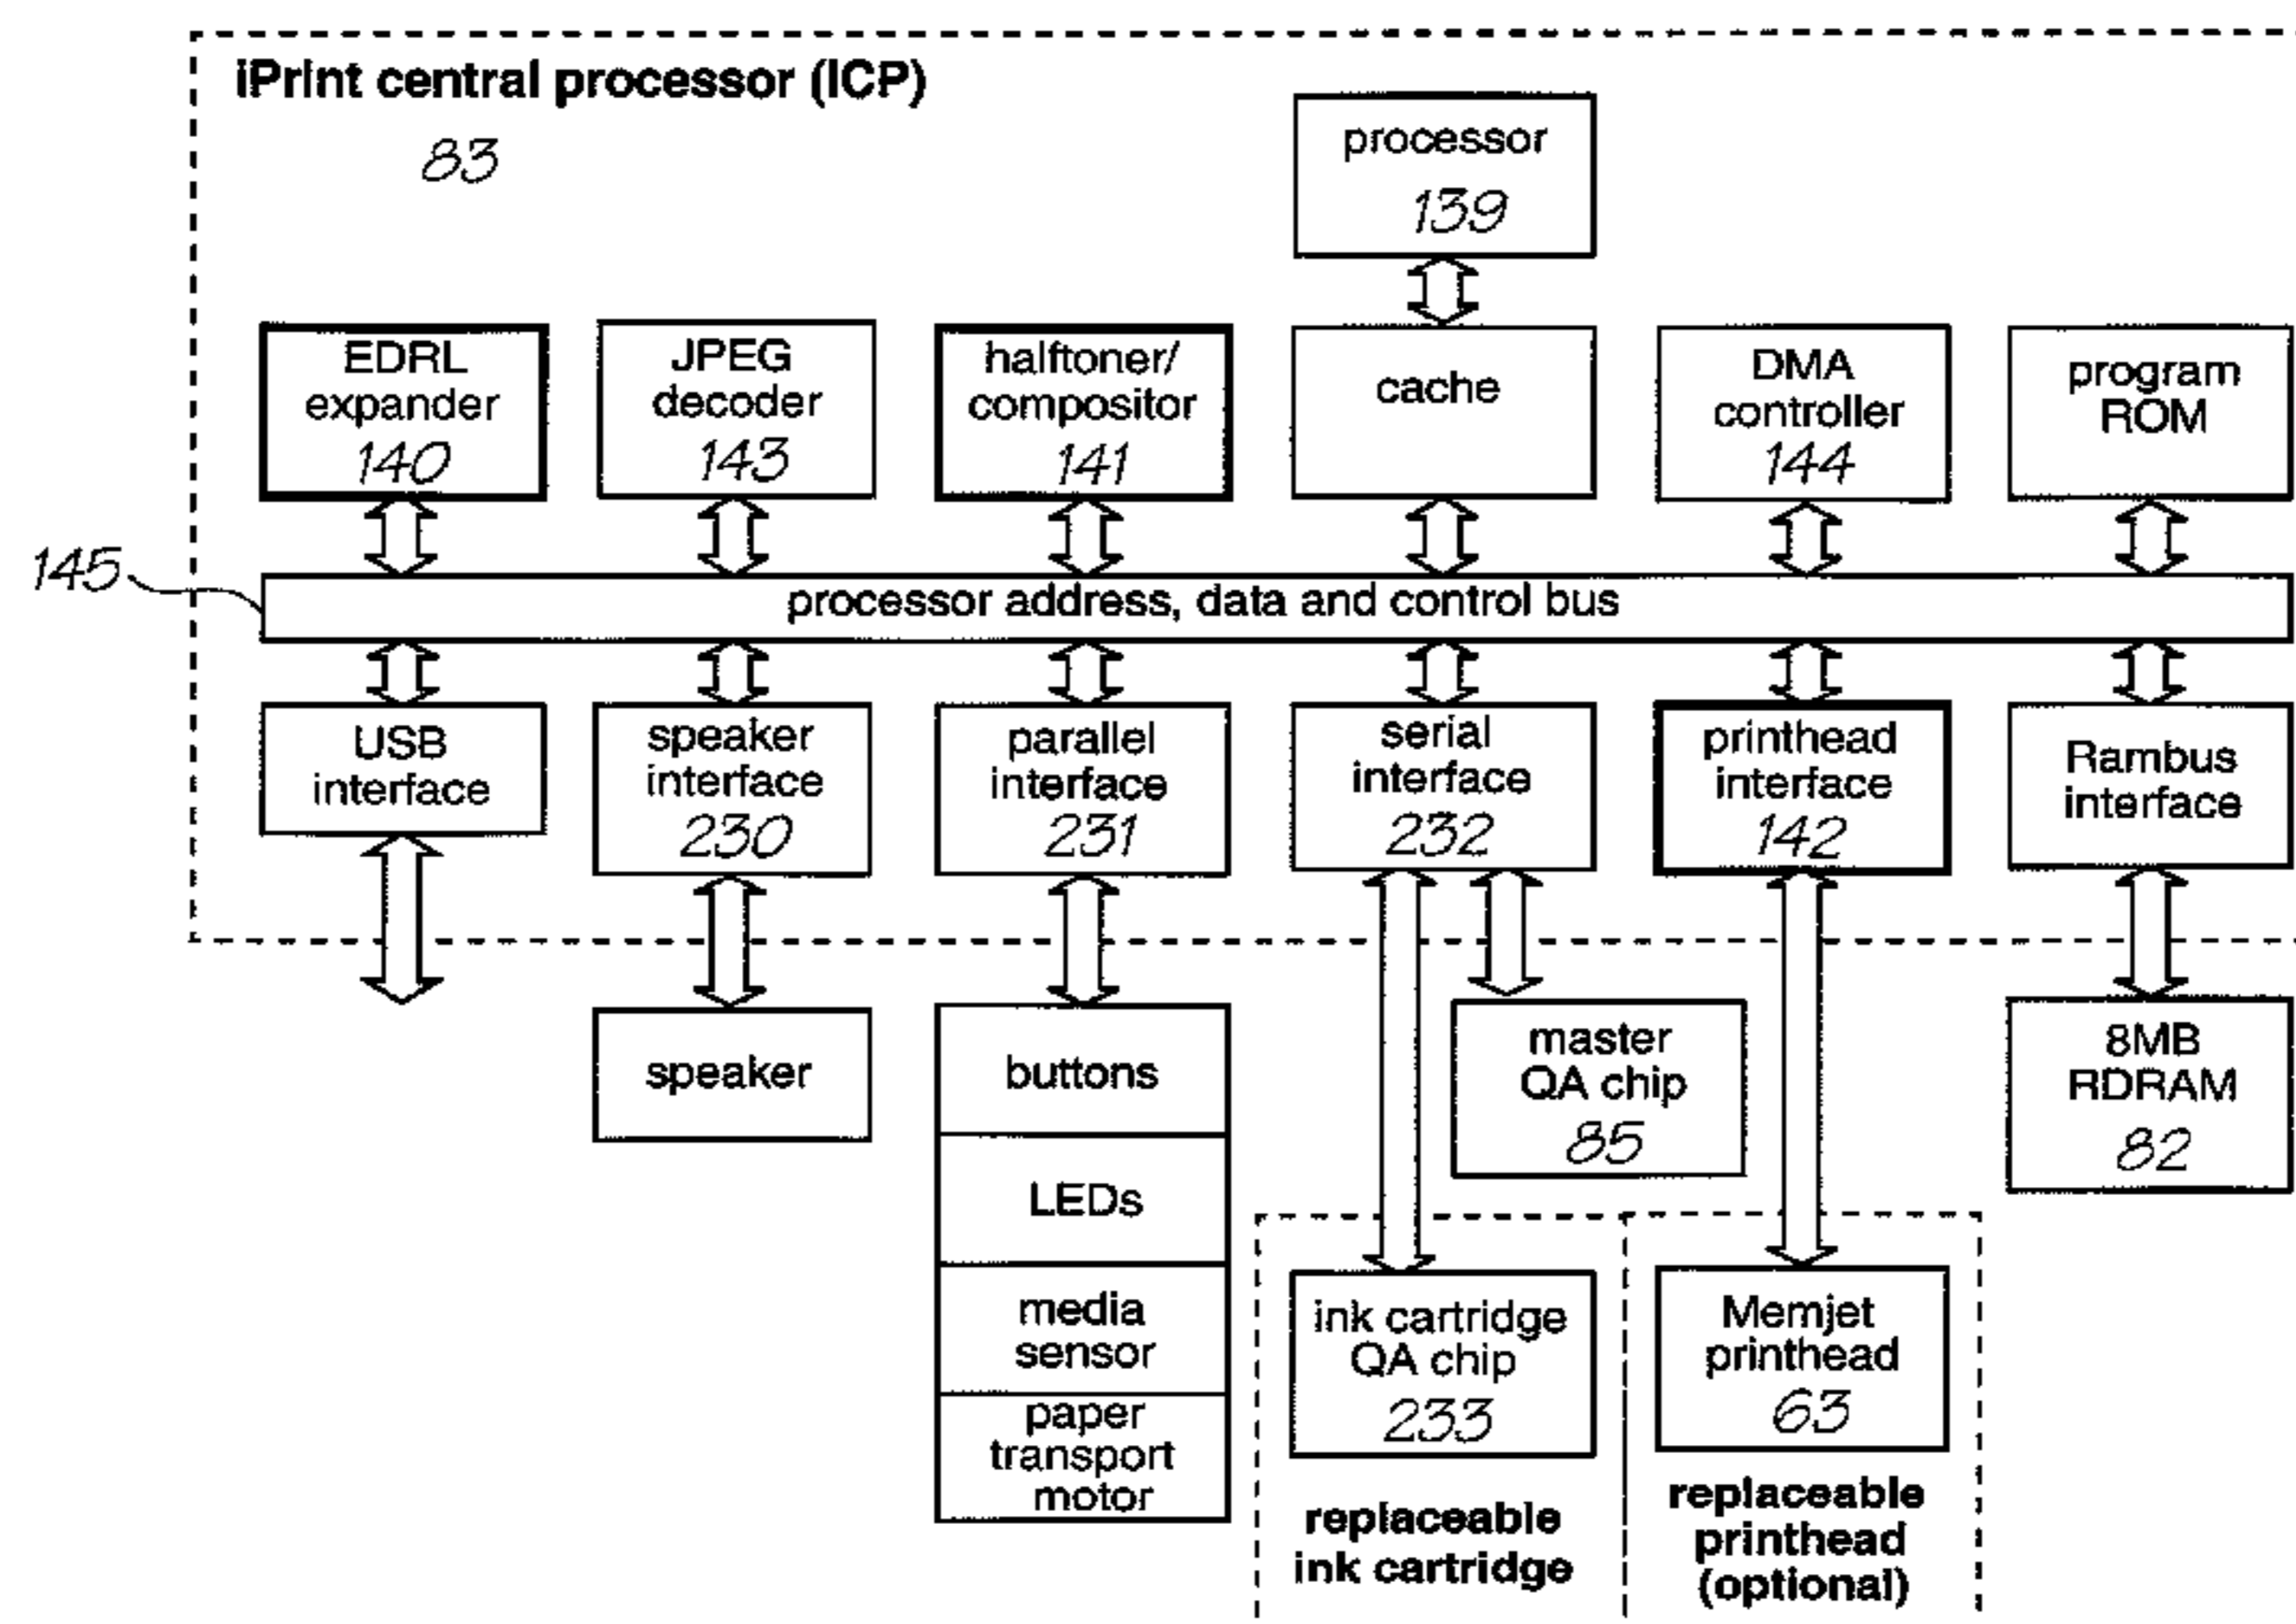 iPrint central processor (ICP)
83
processor
139
EDRL
expander
140
JPEG
decoder
143
halftoner/
compositor
141
cache
DMA
controller
144
program
ROM
145
processor address, data and control bus
USB
interface
speaker
interface
230
parallel
interface
231
serial
interface
232
printhead
interface
142
Rambus
interface
speaker
buttons
LEDs
media
sensor
paper
transport
motor
master
QA chip
85
8MB
RDRAM
82
ink cartridge
QA chip
233
replaceable
ink cartridge
Memjet
printhead
63
replaceable
printhead
(optional)